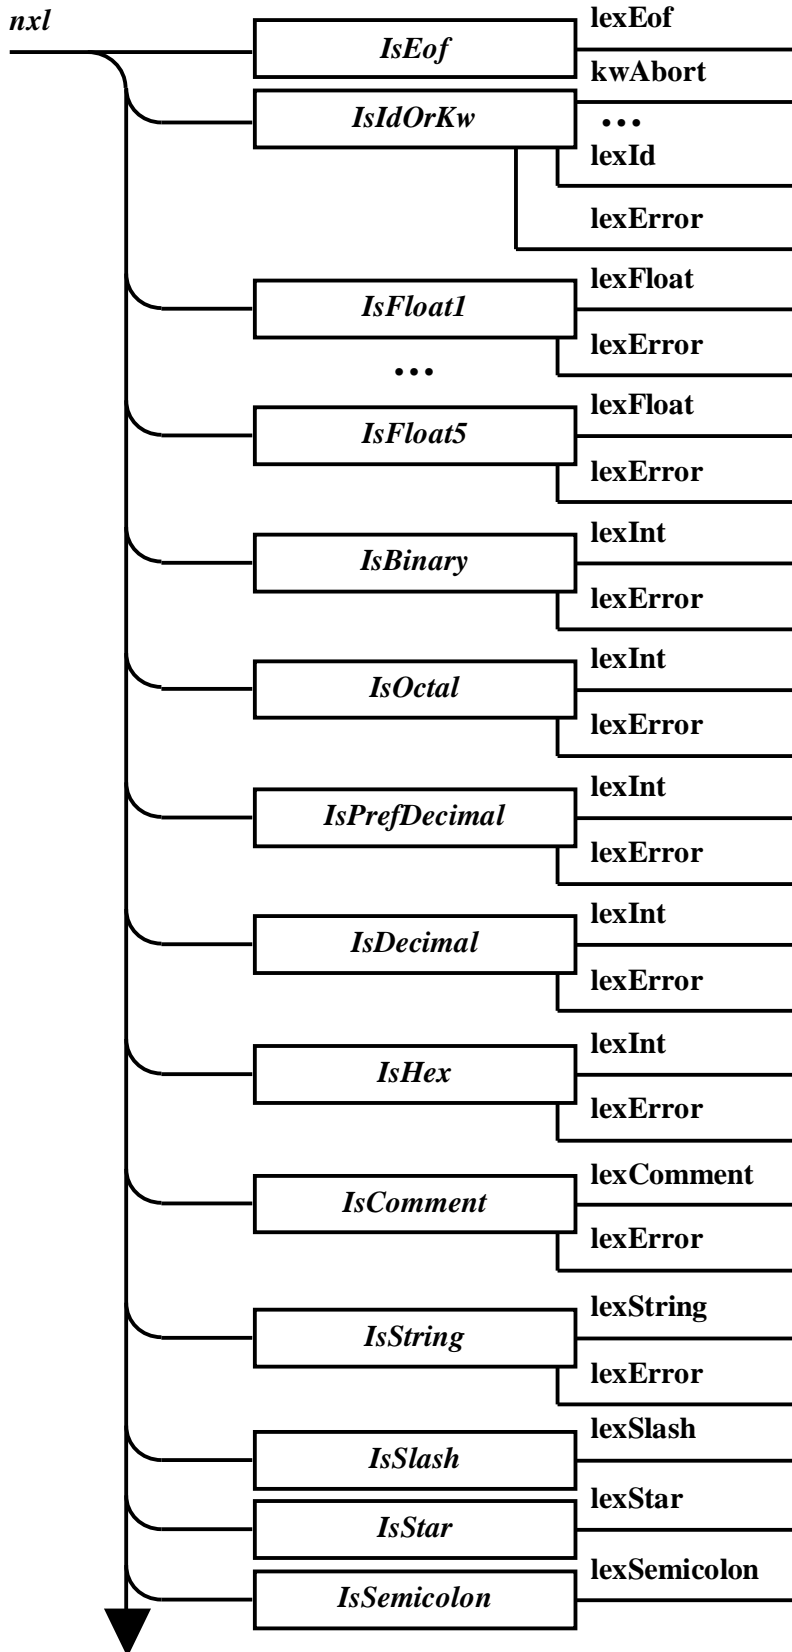 nxl
IsEof
lexEof
IsIdOrKw
kwAbort
...
lexId
lexError
IsFloat1
lexFloat
lexError
...
IsFloat5
lexFloat
lexError
IsBinary
lexInt
lexError
IsOctal
lexInt
lexError
IsPrefDecimal
lexInt
lexError
IsDecimal
lexInt
lexError
IsHex
lexInt
lexError
IsComment
lexComment
lexError
IsString
lexString
lexError
IsSlash
lexSlash
IsStar
lexStar
IsSemicolon
lexSemicolon